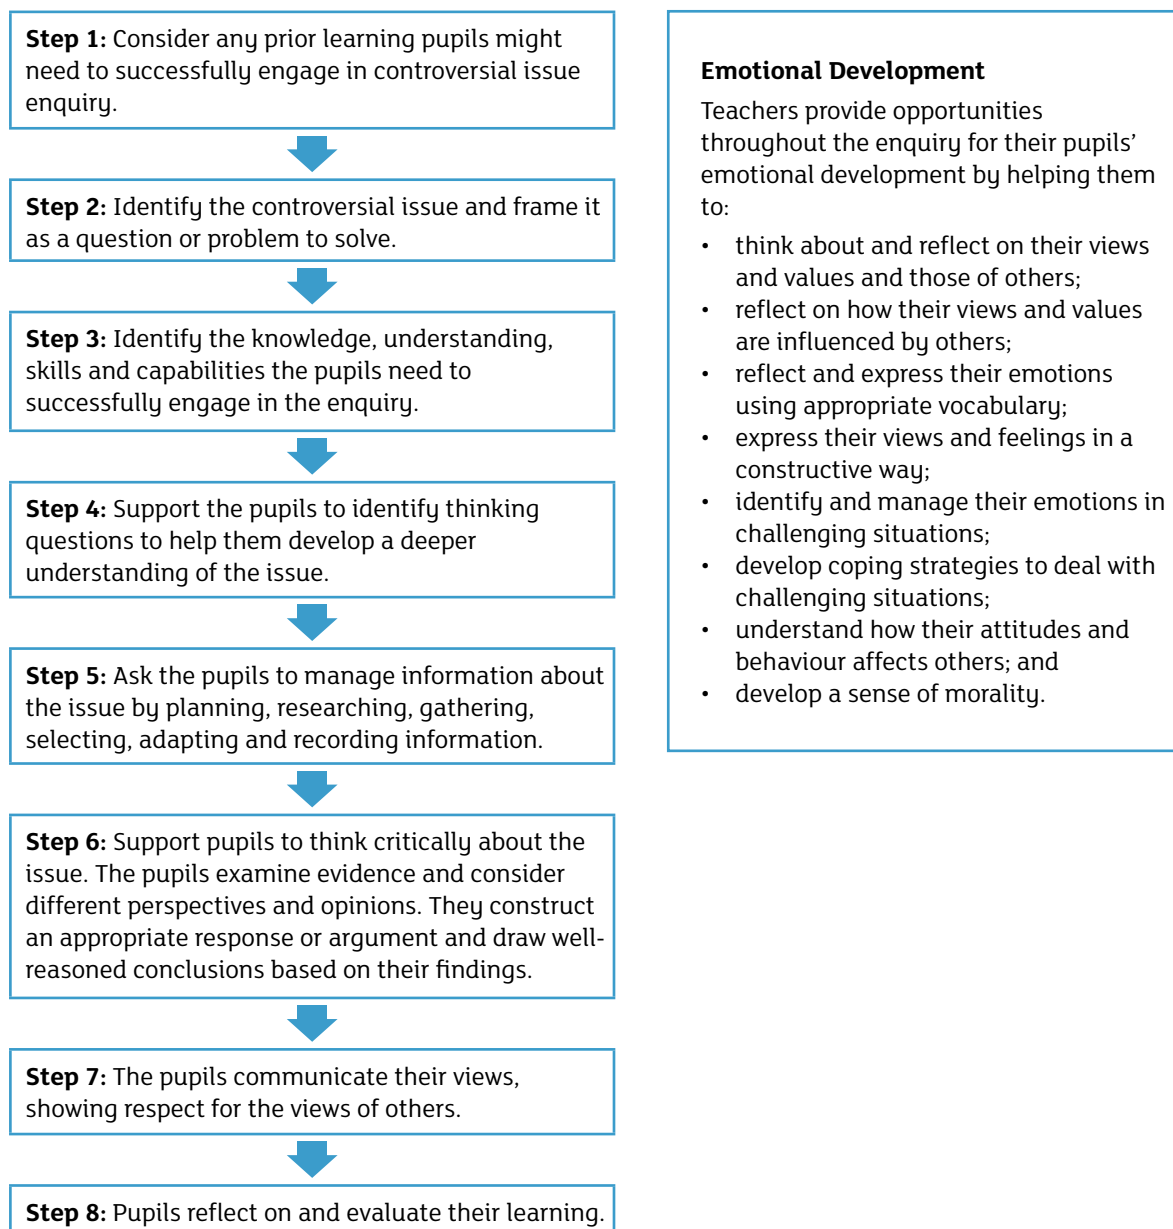 Step 1: Consider any prior learning pupils might
need to successfully engage in controversial issue
enquiry.
Step 2: Identify the controversial issue and frame it
as a question or problem to solve.
Step 3: Identify the knowledge, understanding,
skills and capabilities the pupils need to
successfully engage in the enquiry.
Step 4: Support the pupils to identify thinking
questions to help them develop a deeper
understanding of the issue.
Step 5: Ask the pupils to manage information about
the issue by planning, researching, gathering,
selecting, adapting and recording information.
Step 6: Support pupils to think critically about the
issue. The pupils examine evidence and consider
different perspectives and opinions. They construct
an appropriate response or argument and draw well-
reasoned conclusions based on their findings.
Step 7: The pupils communicate their views,
showing respect for the views of others.
Step 8: Pupils reflect on and evaluate their learning.
Emotional Development
Teachers provide opportunities
throughout the enquiry for their pupils'
emotional development by helping them
to:
• think about and reflect on their views
and values and those of others;
• reflect on how their views and values
are influenced by others;
• reflect and express their emotions
using appropriate vocabulary;
• express their views and feelings in a
constructive way;
• identify and manage their emotions in
challenging situations;
• develop coping strategies to deal with
challenging situations;
• understand how their attitudes and
behaviour affects others; and
• develop a sense of morality.